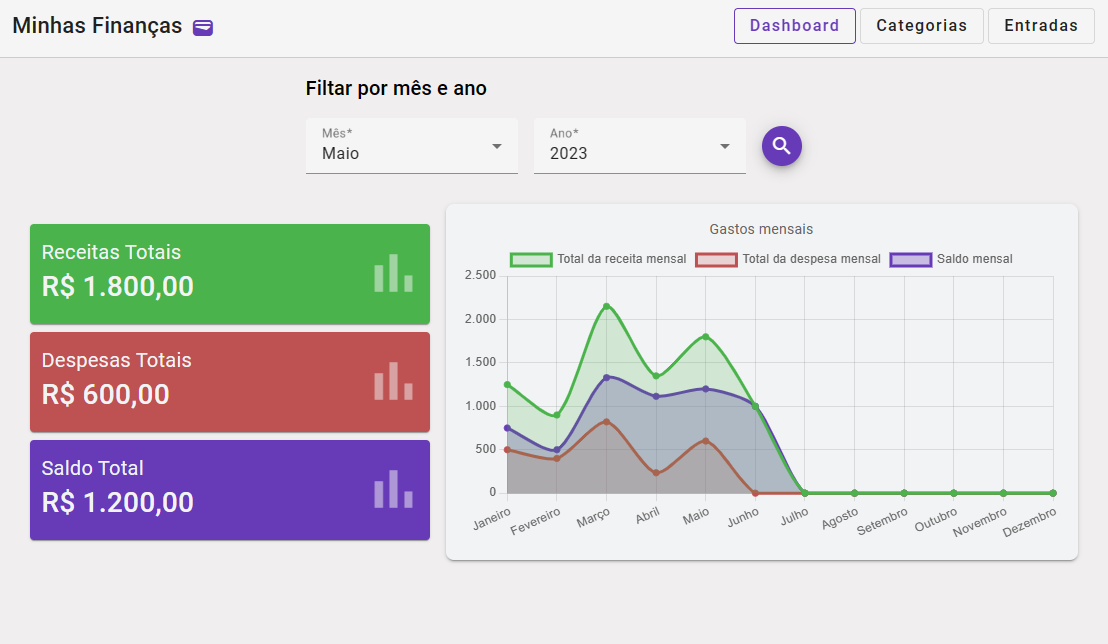 Minhas Finanças
Dashboard
Categorias
Entradas
Filtar por mês e ano
Mês*
Maio
Ano*
2023
Receitas Totais
R$ 1.800,00
Despesas Totais
R$ 600,00
Saldo Total
R$ 1.200,00
Gastos mensais
Total da receita mensal
Total da despesa mensal
Saldo mensal
2.500
2.000
1.500
1.000
500
0
Janeiro
Fevereiro
Março
Abril
Maio
Junho
Julho
Agosto
Setembro
Outubro
Novembro
Dezembro